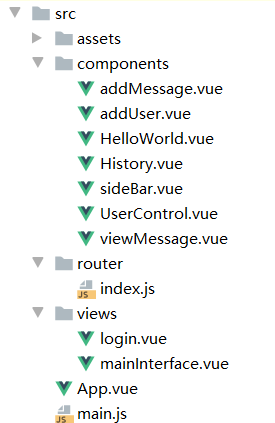 src
assets
components
addMessage.vue
addUser.vue
HelloWorld.vue
History.vue
sideBar.vue
UserControl.vue
viewMessage.vue
router
JS index.js
views
login.vue
mainInterface.vue
App.vue
JS main.js